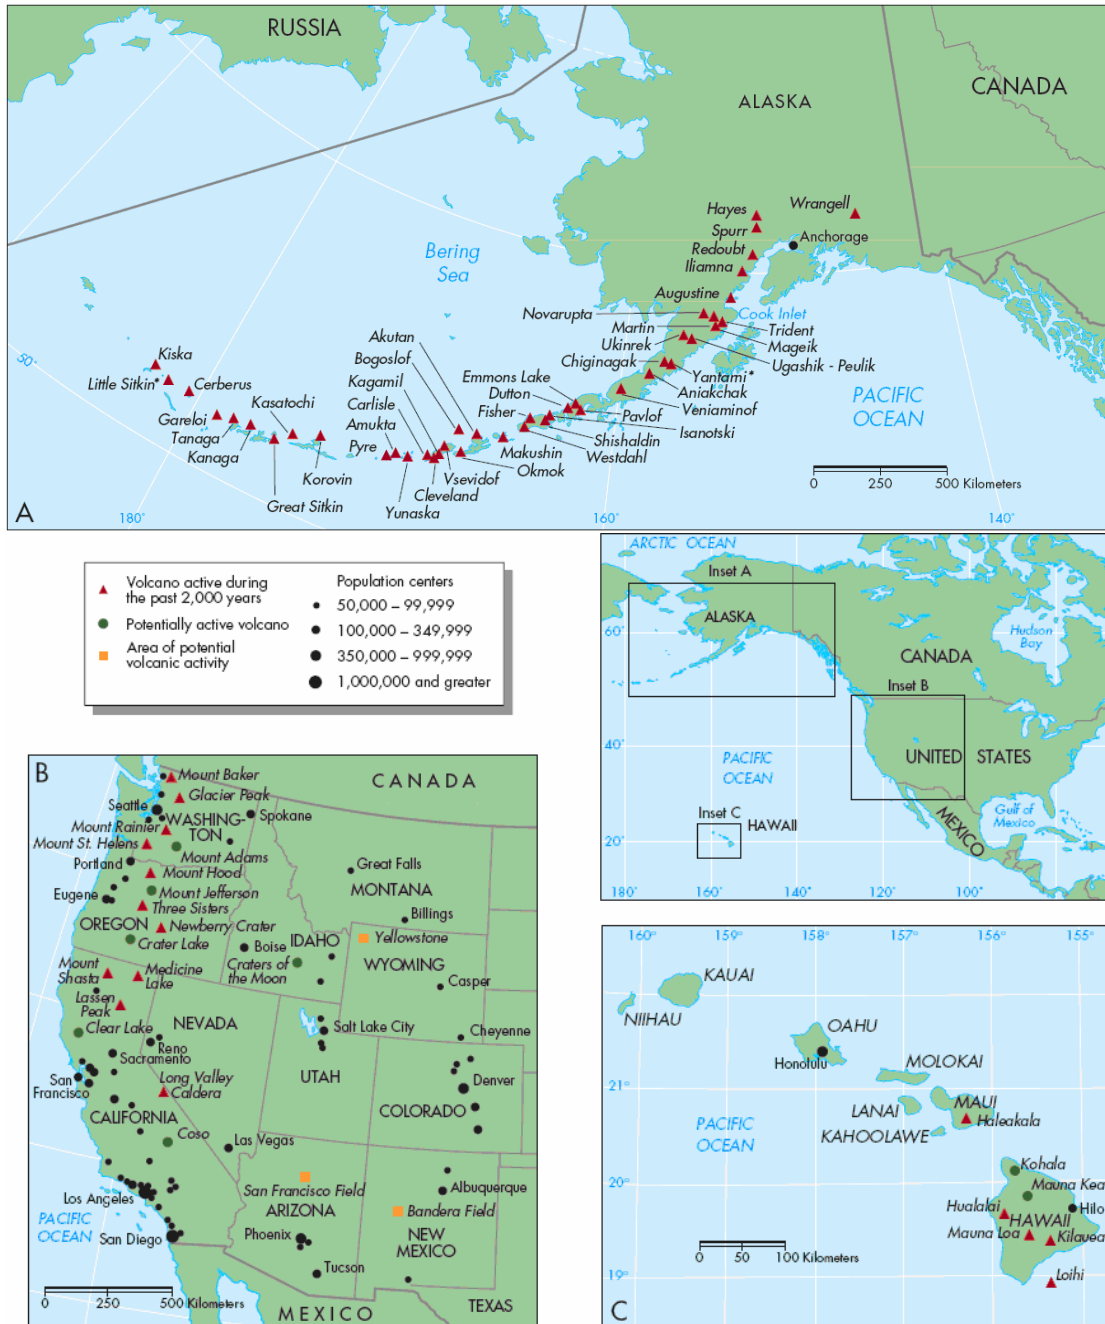 RUSSIA
ALASKA
CANADA
Hayes
Wrangell
Spurr
Anchorage
Redoubt
Iliamna
Bering
Sea
Augustine
Novarupta
Cook Inlet
Martin
Trident
Ukinrek
Mageik
Akutan
Ugashik - Peulik
Bogoslof
Chiginagak
Yantarni*
50°
Kiska
Little Sitkin*
Cerberus
Kagamil
Emmons Lake
Aniakchak
PACIFIC
OCEAN
Kasatochi
Carlisle
Dutton
Veniaminof
Gareloi
Amukta
Fisher
Pavlof
Tanaga
Pyre
Isanotski
Kanaga
Shishaldin
Makushin
Westdahl
Korovin
Okmok
Vsevidof
Cleveland
Great Sitkin
Yunaska
0 250 500 Kilometers
A
180°
160°
140°
Volcano active during
the past 2,000 years
Potentially active volcano
Area of potential
volcanic activity
Population centers
50,000 – 99,999
100,000 – 349,999
350,000 – 999,999
1,000,000 and greater
ARCTIC OCEAN
Inset A
ALASKA
60°
Hudson
Bay
CANADA
Inset B
40°
PACIFIC
OCEAN
UNITED STATES
Inset C
HAWAII
MEXICO
Gulf of
Mexico
20°
180° 160° 140° 120° 100°
B
CANADA
Mount Baker
Glacier Peak
Seattle
WASHING-
TON
Spokane
Mount Rainier
Mount St. Helens
Mount Adams
Portland
Mount Hood
Great Falls
MONTANA
Eugene
Mount Jefferson
Three Sisters
Billings
OREGON
Newberry Crater
Crater Lake
Boise
IDAHO
Yellowstone
Craters of
the Moon
WYOMING
Mount
Shasta
Medicine
Lake
Casper
Lassen
Peak
Clear Lake
NEVADA
Salt Lake City
Cheyenne
Reno
Sacramento
San
Francisco
Long Valley
Caldera
UTAH
Denver
COLORADO
CALIFORNIA
Coso
Las Vegas
San Francisco Field
Albuquerque
Los Angeles
ARIZONA
Bandera Field
PACIFIC
OCEAN
San Diego
Phoenix
NEW
MEXICO
Tucson
0 250 500 Kilometers
MEXICO
TEXAS
160° 159° 158° 157° 156° 155°
KAUAI
NIIHAU
OAHU
Honolulu
MOLOKAI
21°
LANAI
MAUI
PACIFIC
OCEAN
KAHOOLAWE
Haleakala
Kohala
20°
Mauna Kea
Hualalai
HAWAII
Hilo
Mauna Loa
Kilauea
0 50 100 Kilometers
19°
Loihi
C